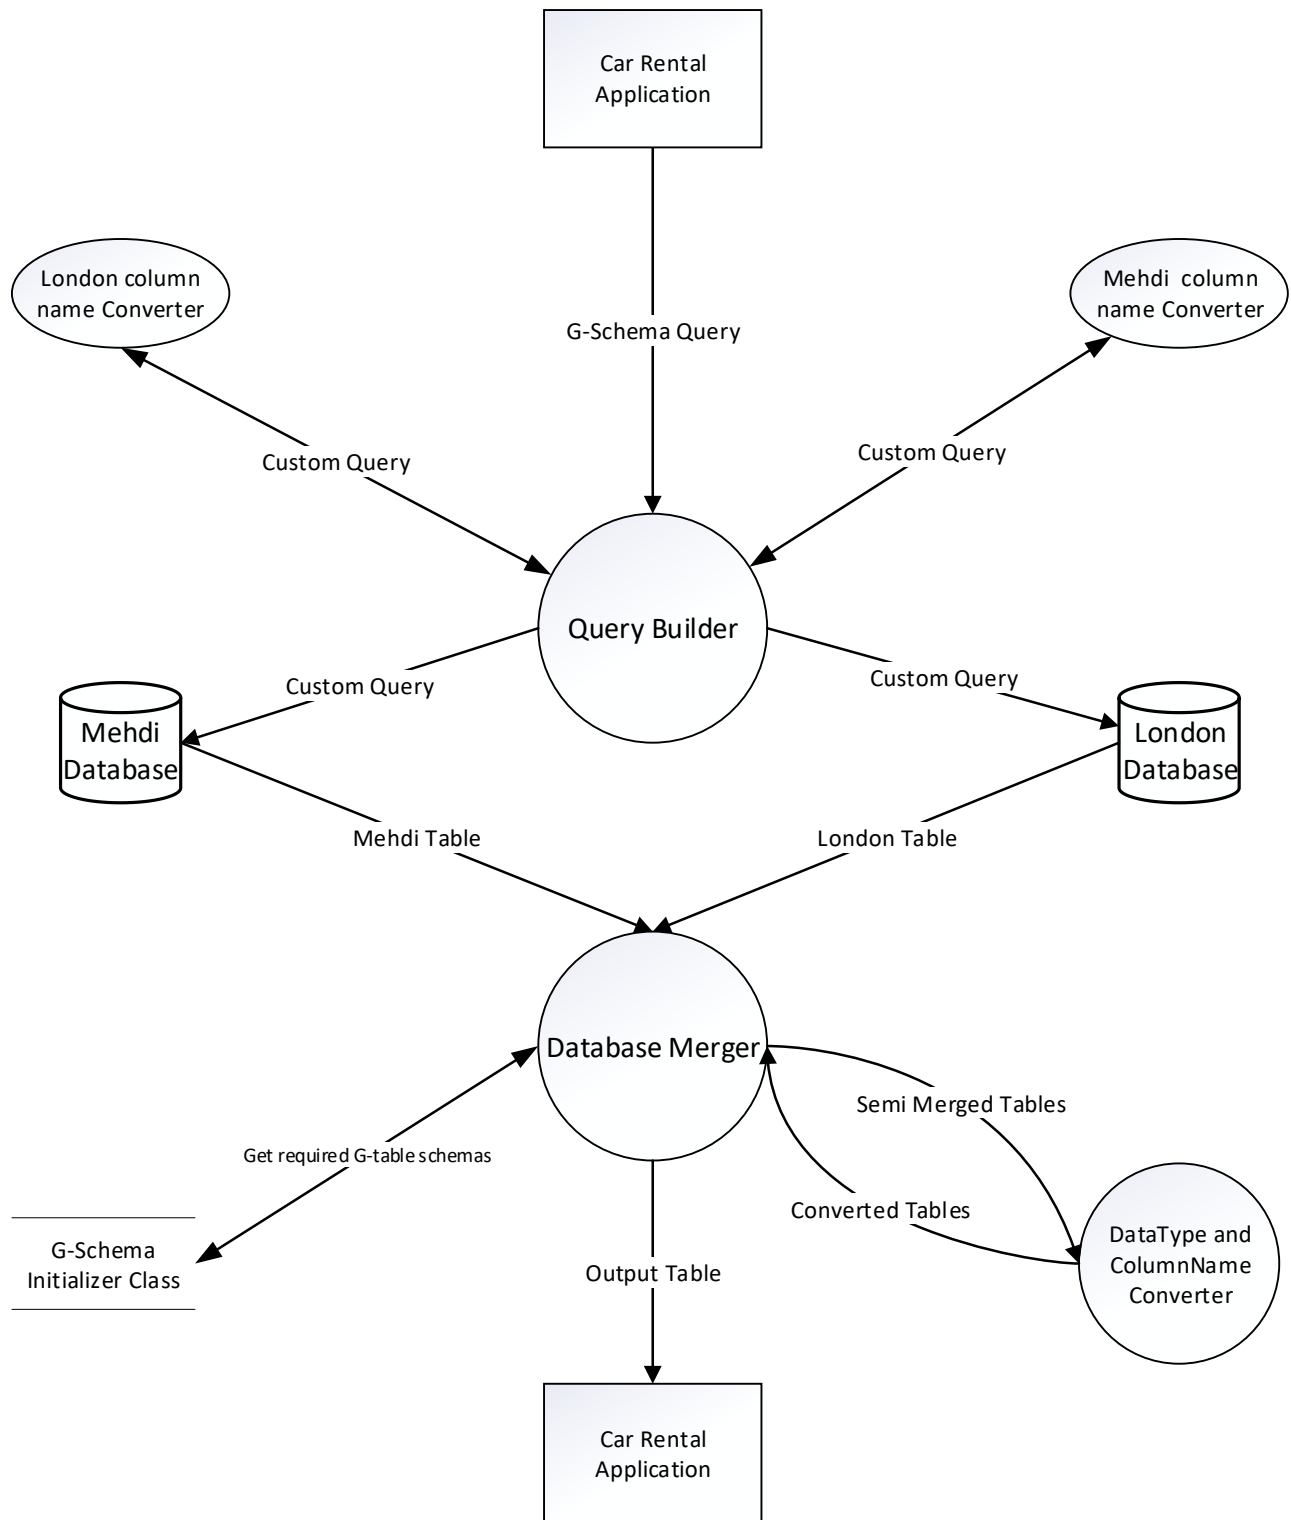 Car Rental
Application
London column
name Converter
Mehdi column
name Converter
G-Schema Query
Custom Query
Custom Query
Query Builder
Custom Query
Custom Query
Mehdi
Database
London
Database
Mehdi Table
London Table
Database Merger
Semi Merged Tables
Get required G-table schemas
Converted Tables
G-Schema
Initializer Class
DataType and
ColumnName
Converter
Output Table
Car Rental
Application